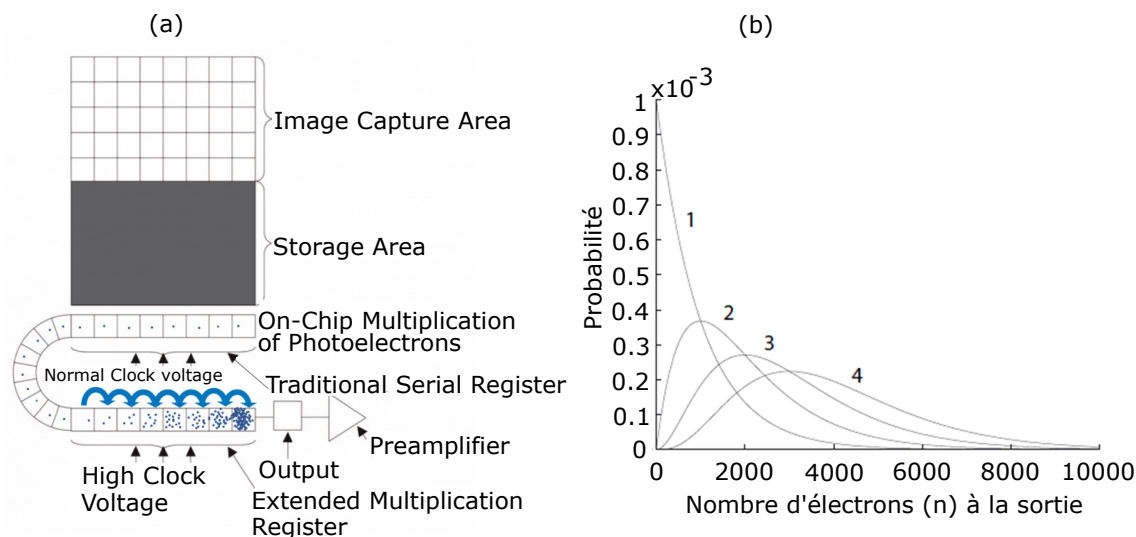 (a)
Image Capture Area
Storage Area
On-Chip Multiplication
of Photoelectrons
Normal Clock voltage
Traditional Serial Register
Preamplifier
High Clock
Voltage
Output
Extended Multiplication
Register
(b)
x10-3
1
0.9
0.8
0.7
0.6
0.5
0.4
0.3
0.2
0.1
0
Probabilité
1
2
3
4
0 2000 4000 6000 8000 10000
Nombre d'électrons (n) à la sortie